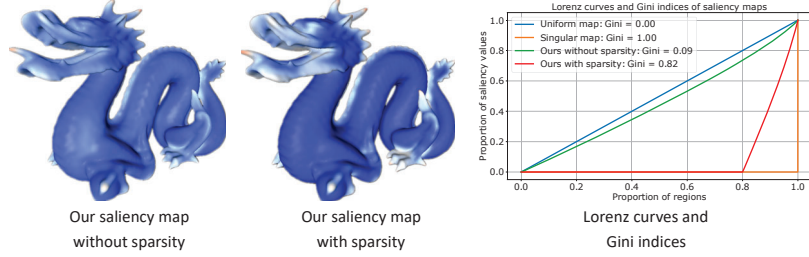 Lorenz curves and Gini indices of saliency maps
Proportion of saliency values
1.0
0.8
0.6
0.4
0.2
0.0
Uniform map: Gini = 0.00
Singular map: Gini = 1.00
Ours without sparsity: Gini = 0.09
Ours with sparsity: Gini = 0.82
0.0 0.2 0.4 0.6 0.8 1.0
Proportion of regions
Our saliency map
without sparsity
Our saliency map
with sparsity
Lorenz curves and
Gini indices